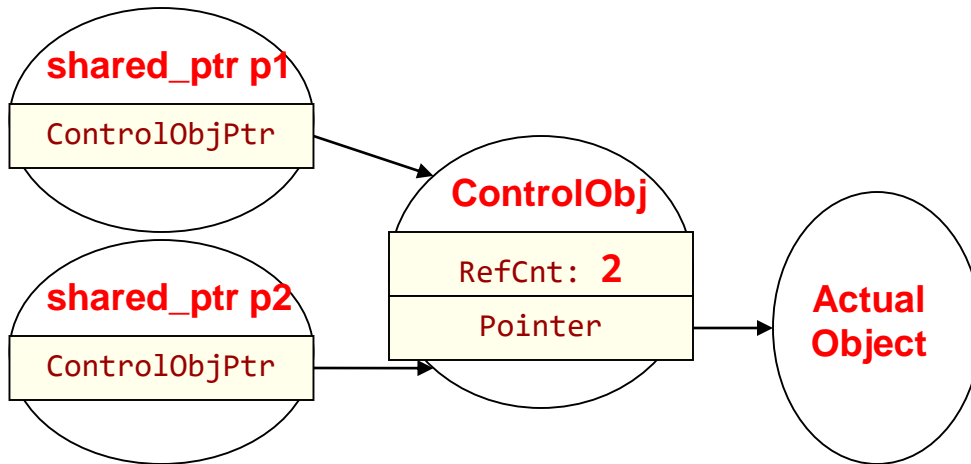 shared_ptr p1
ControlObjPtr
shared_ptr p2
ControlObjPtr
ControlObj
RefCnt: 2
Pointer
Actual
Object